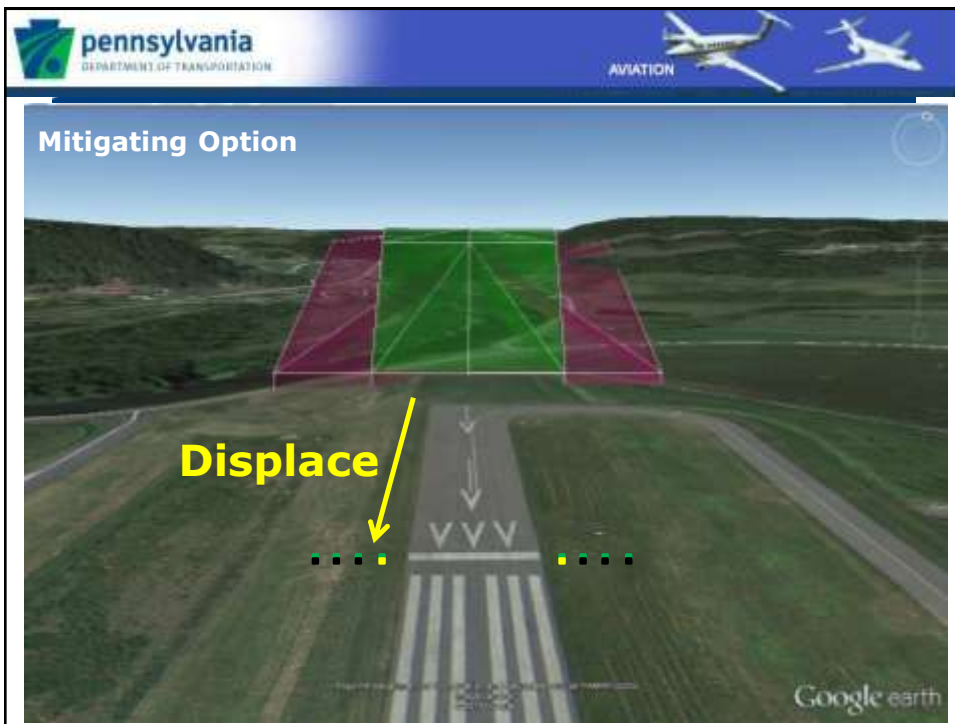 pennsylvania
DEPARTMENT OF TRANSPORTATION
AVIATION
Mitigating Option
Displace
Google earth